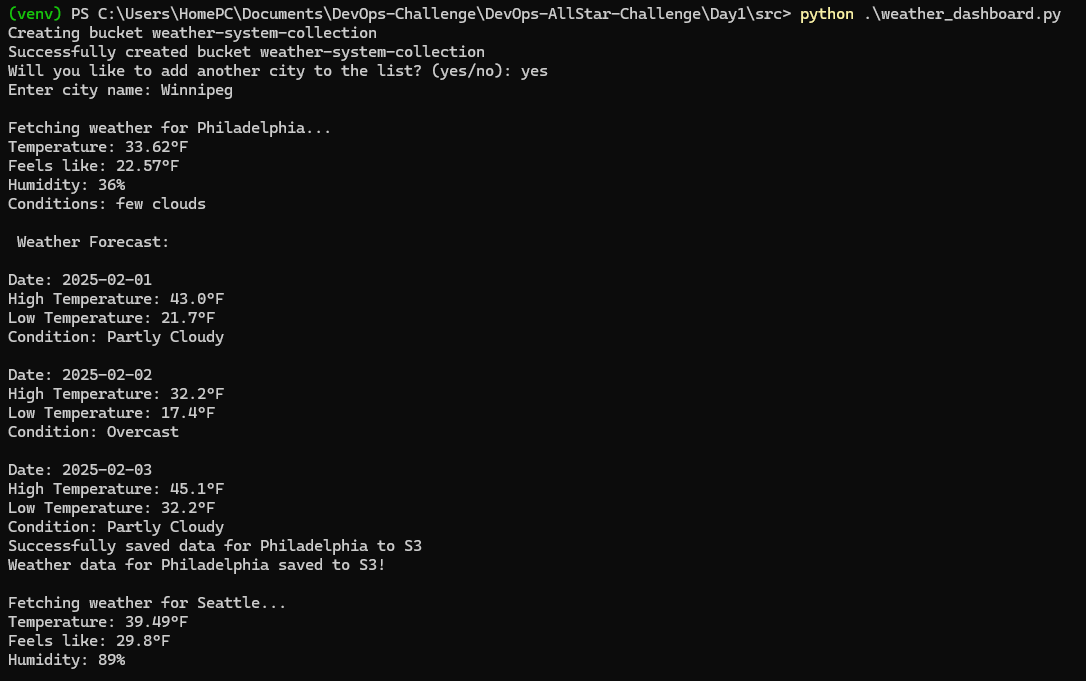 (venv) PS C:\Users\HomePC\Documents\DevOps-Challenge\DevOps-AllStar-Challenge\Day1\src> python .\weather_dashboard.py
Creating bucket weather-system-collection
Successfully created bucket weather-system-collection
Will you like to add another city to the list? (yes/no): yes
Enter city name: Winnipeg
Fetching weather for Philadelphia...
Temperature: 33.62°F
Feels like: 22.57°F
Humidity: 36%
Conditions: few clouds
Weather Forecast:
Date: 2025-02-01
High Temperature: 43.0°F
Low Temperature: 21.7°F
Condition: Partly Cloudy
Date: 2025-02-02
High Temperature: 32.2°F
Low Temperature: 17.4°F
Condition: Overcast
Date: 2025-02-03
High Temperature: 45.1°F
Low Temperature: 32.2°F
Condition: Partly Cloudy
Successfully saved data for Philadelphia to S3
Weather data for Philadelphia saved to S3!
Fetching weather for Seattle...
Temperature: 39.49°F
Feels like: 29.8°F
Humidity: 89%